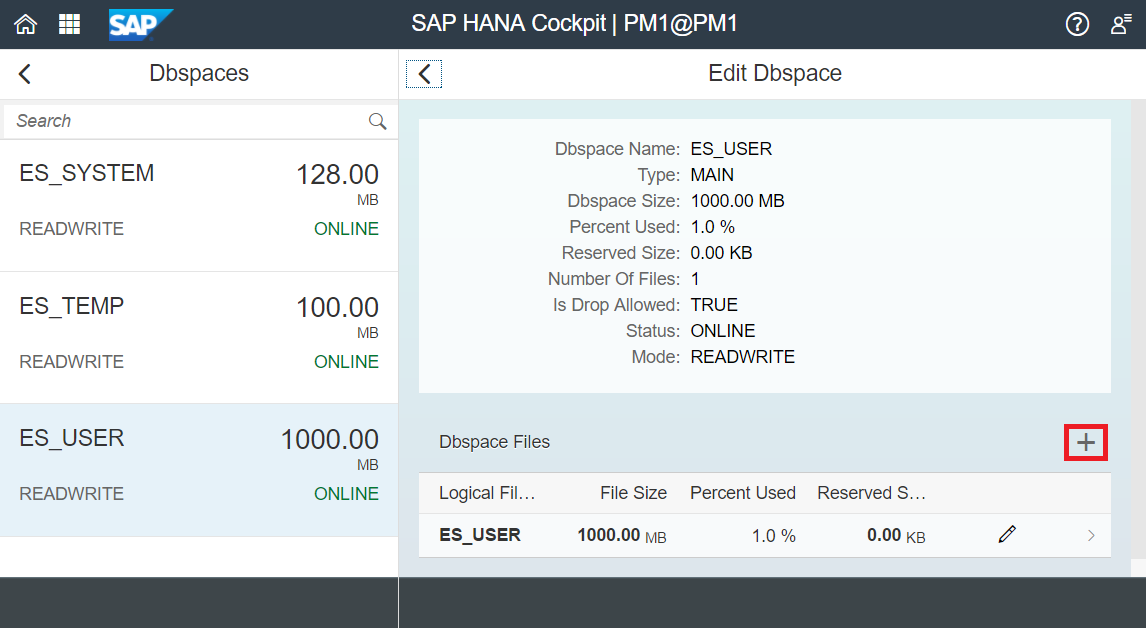 SAP
SAP HANA Cockpit | PM1@PM1
?
Dbspaces
Search
ES_SYSTEM 128.00
MB
READWRITE ONLINE
ES_TEMP 100.00
MB
READWRITE ONLINE
ES_USER 1000.00
MB
READWRITE ONLINE
Edit Dbspace
Dbspace Name: ES_USER
Type: MAIN
Dbspace Size: 1000.00 MB
Percent Used: 1.0 %
Reserved Size: 0.00 KB
Number Of Files: 1
Is Drop Allowed: TRUE
Status: ONLINE
Mode: READWRITE
Dbspace Files
Logical Fil... File Size Percent Used Reserved S...
ES_USER 1000.00 MB 1.0 % 0.00 KB